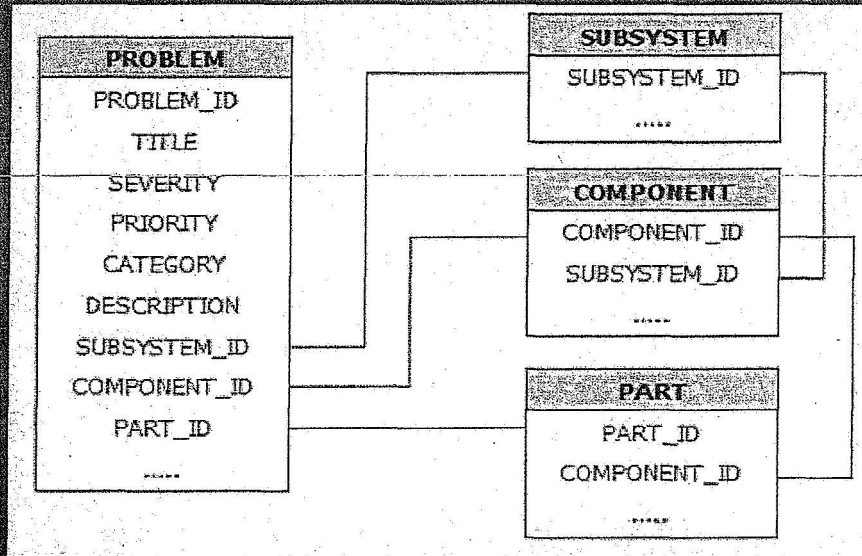 PROBLEM
PROBLEM_ID
TITLE
SEVERITY
PRIORITY
CATEGORY
DESCRIPTION
SUBSYSTEM_ID
COMPONENT_ID
PART_ID
.....
SUBSYSTEM
SUBSYSTEM_ID
.....
COMPONENT
COMPONENT_ID
SUBSYSTEM_ID
.....
PART
PART_ID
COMPONENT_ID
.....